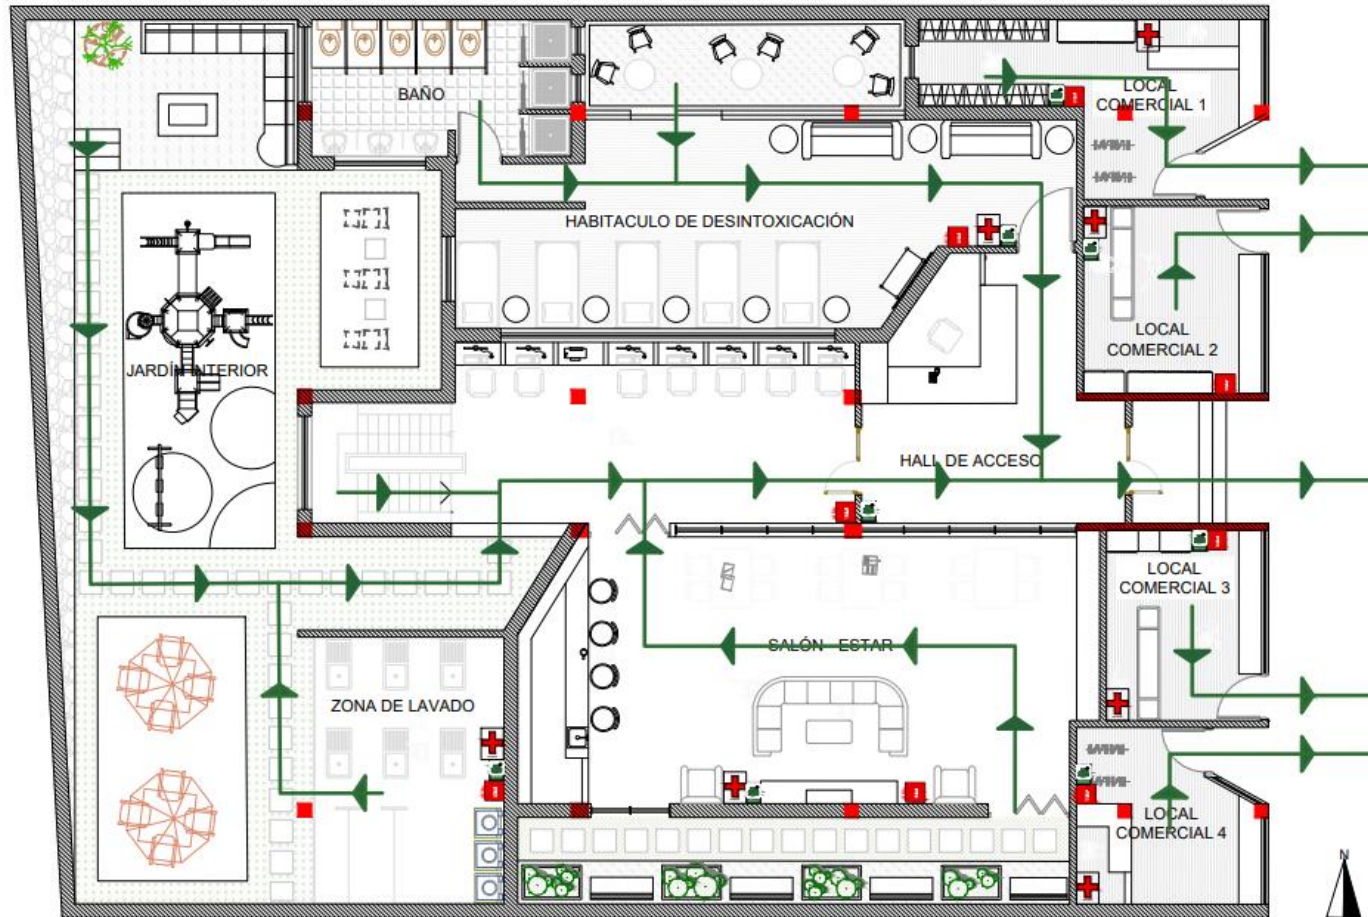 BAÑO
LOCAL
COMERCIAL 1
HABITACULO DE DESINTOXICACIÓN
LOCAL
COMERCIAL 2
JARDÍN INTERIOR
HALL DE ACCESO
LOCAL
COMERCIAL 3
SALÓN - ESTAR
ZONA DE LAVADO
LOCAL
COMERCIAL 4
N